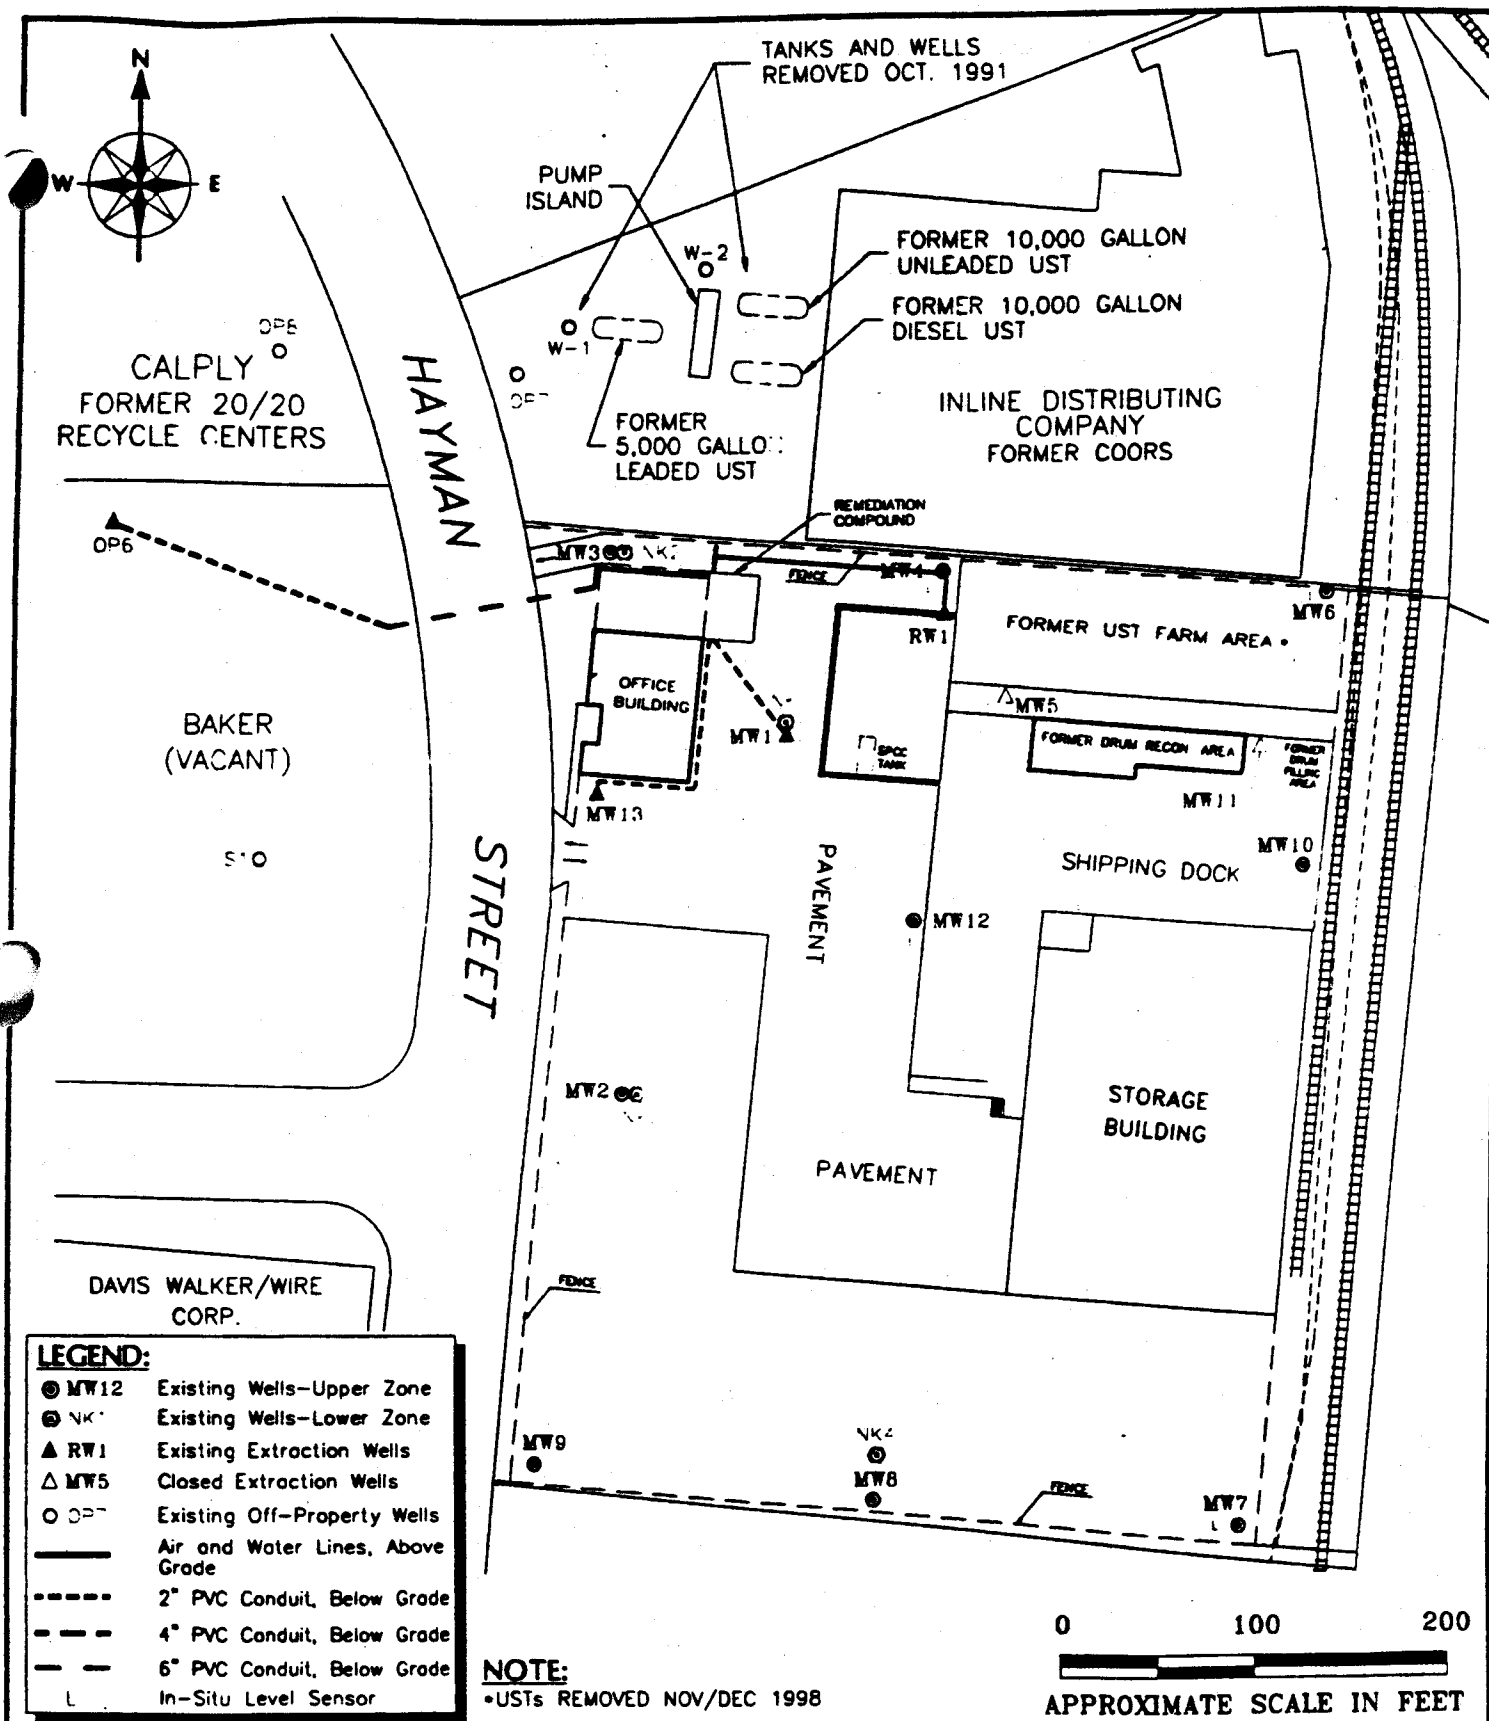 TANKS AND WELLS
REMOVED OCT. 1991
N
W
E
PUMP
ISLAND
W-2
FORMER 10,000 GALLON
UNLEADED UST
FORMER 10,000 GALLON
DIESEL UST
W-1
CALPLY
FORMER 20/20
RECYCLE CENTERS
HAYMAN
STREET
FORMER
5,000
LEADED UST
INLINE DISTRIBUTING
COMPANY
FORMER COORS
REMEDIATION
COMPOUND
OP6
MW3
FENCE
MW4
MW6
RW1
FORMER UST FARM AREA •
OFFICE
BUILDING
MW1
MW5
BAKER
(VACANT)
FORMER DRUM RECON AREA
FORMER
DRUM
FILLING
AREA
SPCC
TANK
MW13
MW11
PAVEMENT
SHIPPING DOCK
MW10
MW12
MW2
STORAGE
BUILDING
PAVEMENT
DAVIS WALKER/WIRE
CORP.
FENCE
MW9
MW8
FENCE
MW7
L
LEGEND:
MW12 Existing Wells-Upper Zone
Existing Wells-Lower Zone
RW1 Existing Extraction Wells
MW5 Closed Extraction Wells
Existing Off-Property Wells
Air and Water Lines, Above
Grade
2" PVC Conduit, Below Grade
4" PVC Conduit, Below Grade
6" PVC Conduit, Below Grade
L In-Situ Level Sensor
NOTE:
•USTs REMOVED NOV/DEC 1998
0 100 200
APPROXIMATE SCALE IN FEET